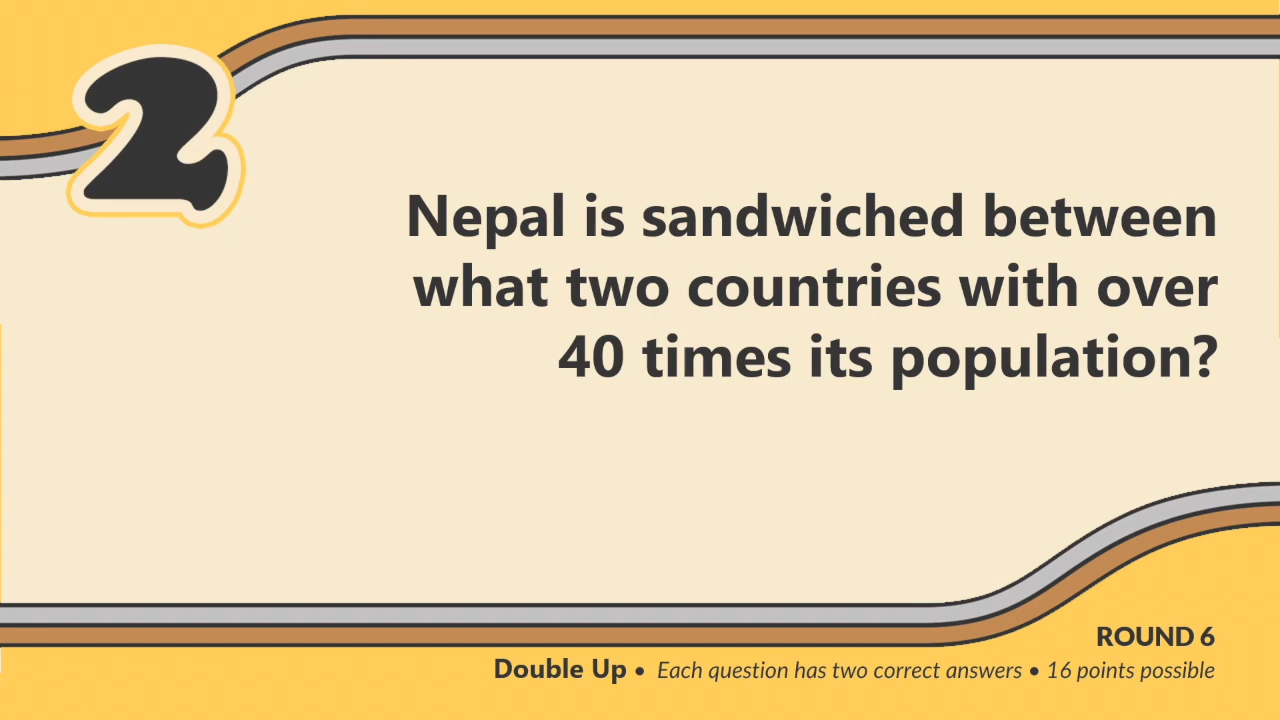 2
Nepal is sandwiched between
what two countries with over
40 times its population?
ROUND 6
Double Up • Each question has two correct answers • 16 points possible